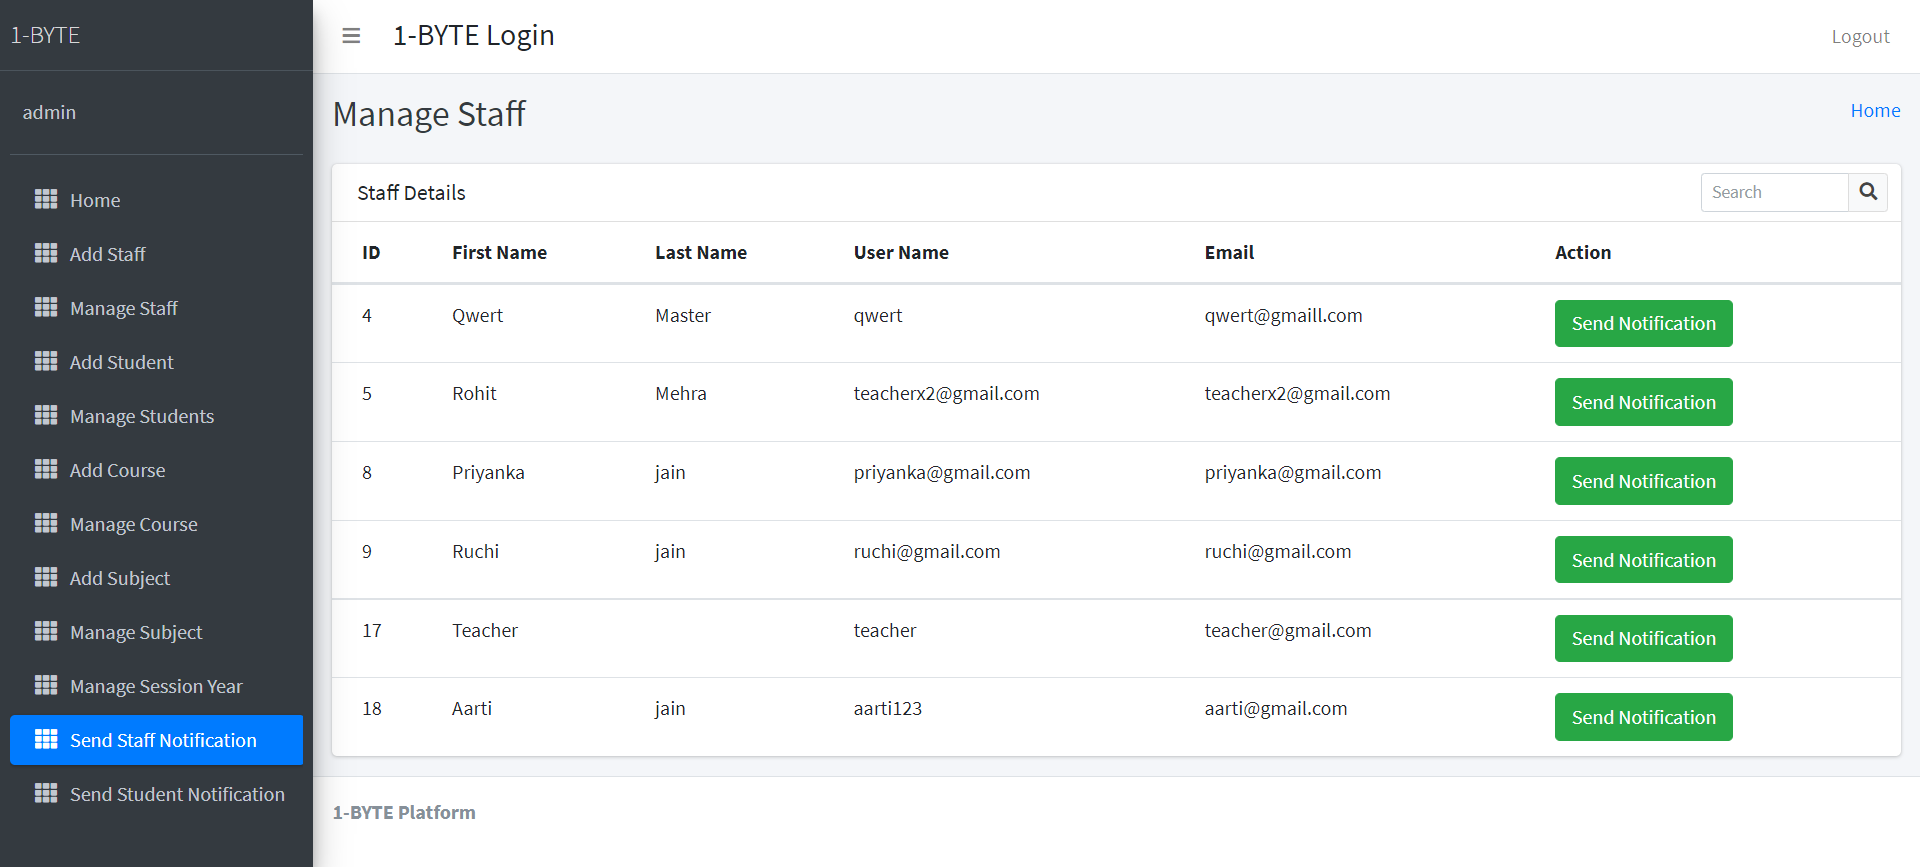 1-BYTE
admin
Home
Add Staff
Manage Staff
Add Student
Manage Students
Add Course
Manage Course
Add Subject
Manage Subject
Manage Session Year
Send Staff Notification
Send Student Notification
1-BYTE Login
Logout
Manage Staff
Home
Staff Details
Search
ID First Name Last Name User Name Email Action
4 Qwert Master qwert qwert@gmaill.com Send Notification
5 Rohit Mehra teacherx2@gmail.com teacherx2@gmail.com Send Notification
8 Priyanka jain priyanka@gmail.com priyanka@gmail.com Send Notification
9 Ruchi jain ruchi@gmail.com ruchi@gmail.com Send Notification
17 Teacher teacher teacher@gmail.com Send Notification
18 Aarti jain aarti123 aarti@gmail.com Send Notification
1-BYTE Platform